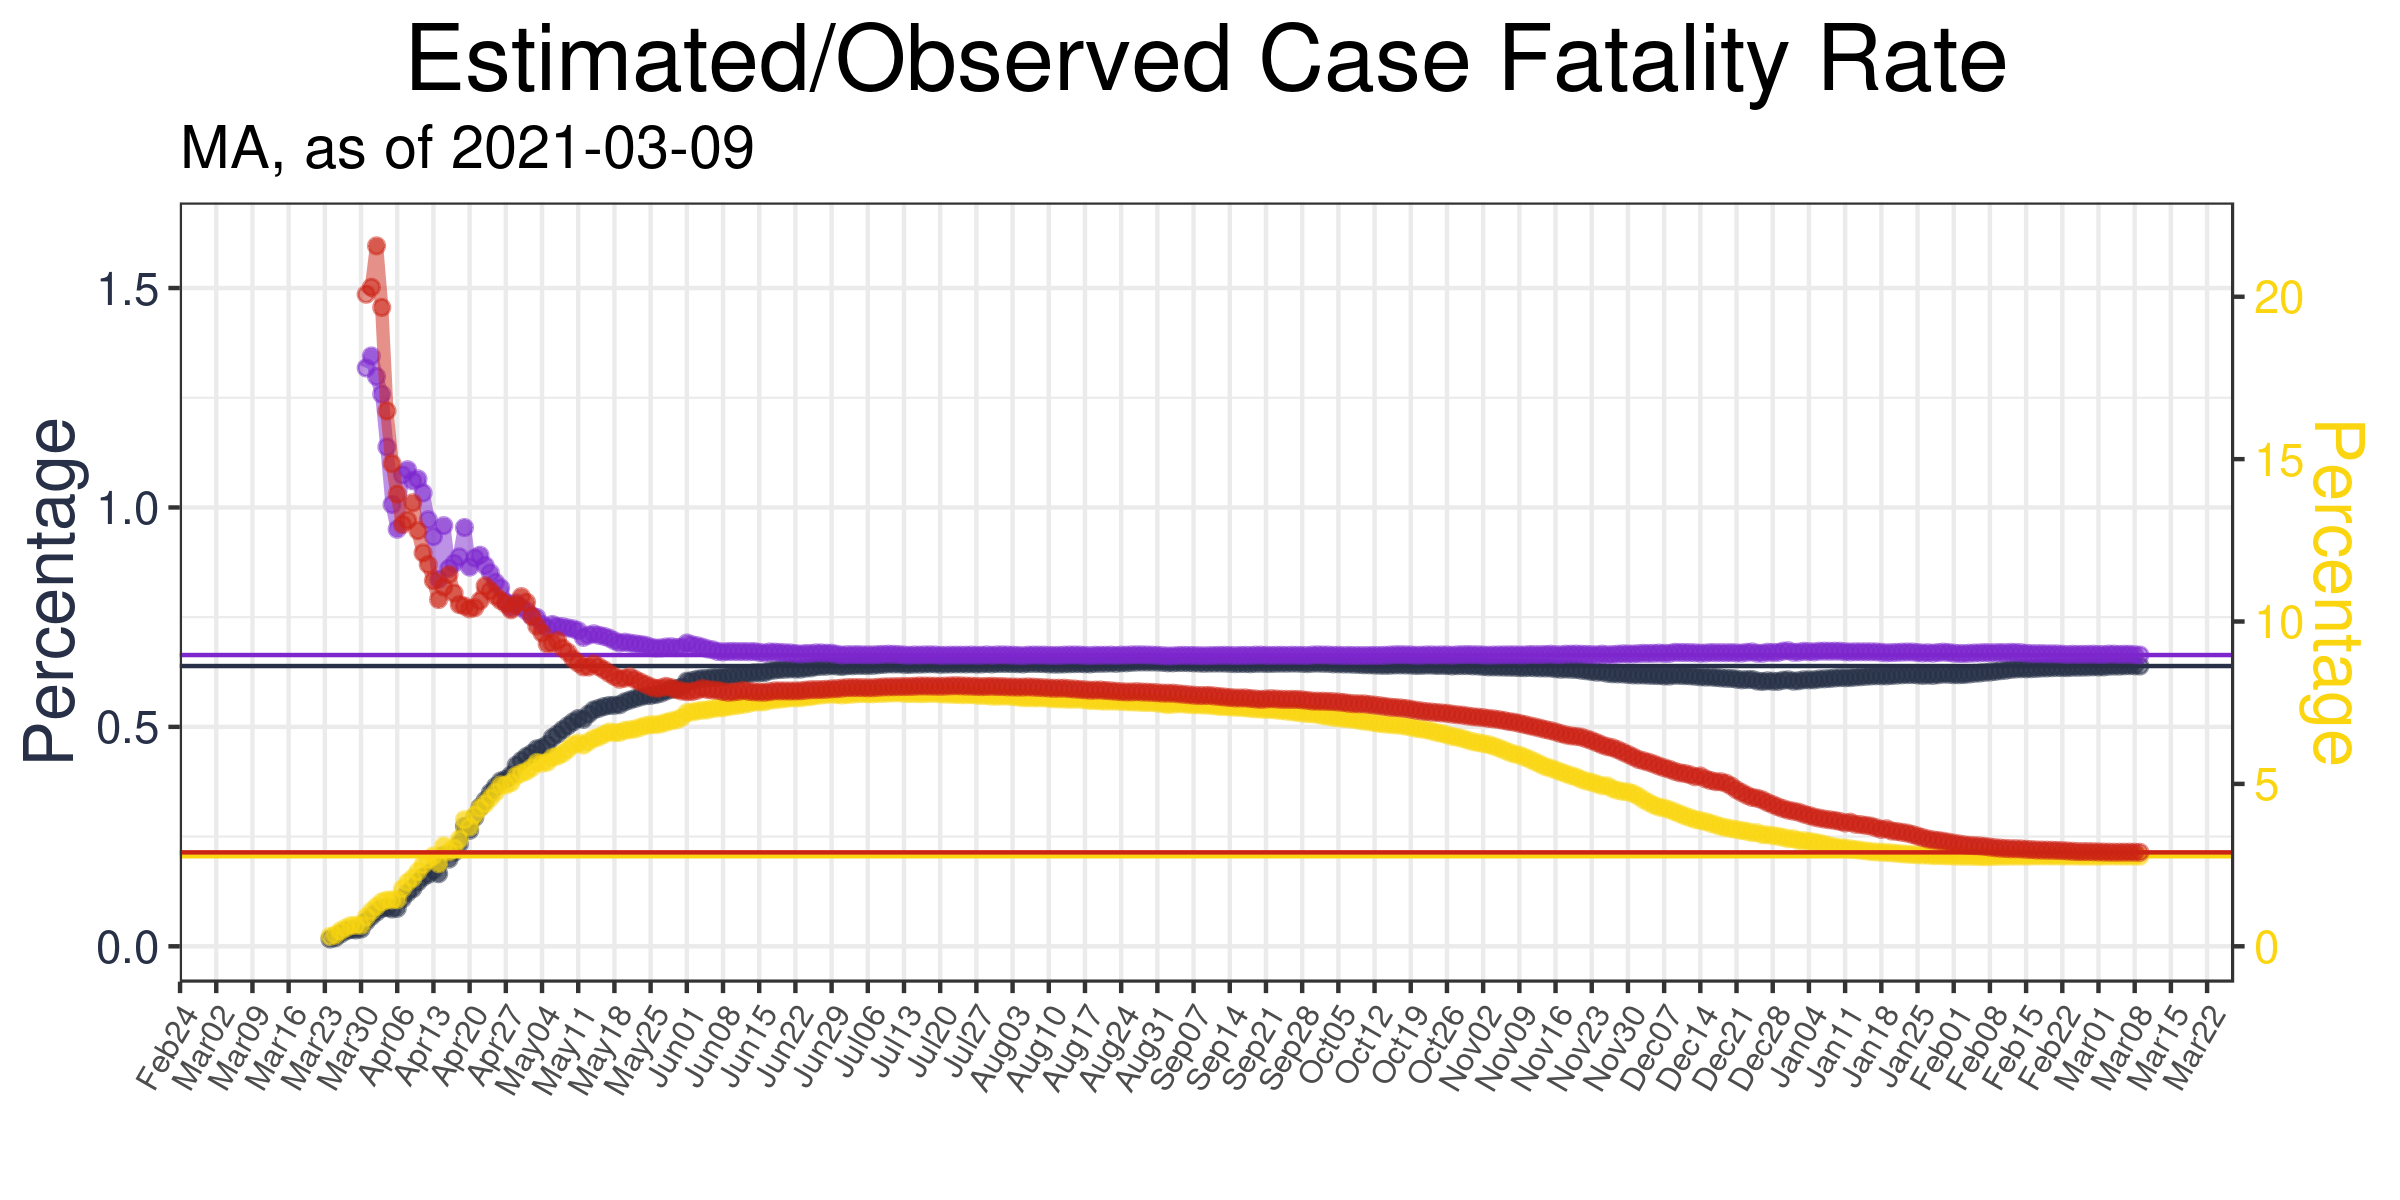 Estimated/Observed Case Fatality Rate
MA, as of 2021-03-09
Percentage
1.5
1.0
0.5
0.0
20
15
10
5
0
Percentage
Feb24
Mar02
Mar09
Mar16
Mar23
Mar30
Apr06
Apr13
Apr20
Apr27
May04
May11
May18
May25
Jun01
Jun08
Jun15
Jun22
Jun29
Jul06
Jul13
Jul20
Jul27
Aug03
Aug10
Aug17
Aug24
Aug31
Sep07
Sep14
Sep21
Sep28
Oct05
Oct12
Oct19
Oct26
Nov02
Nov09
Nov16
Nov23
Nov30
Dec07
Dec14
Dec21
Dec28
Jan04
Jan11
Jan18
Jan25
Feb01
Feb08
Feb15
Feb22
Mar01
Mar08
Mar15
Mar22